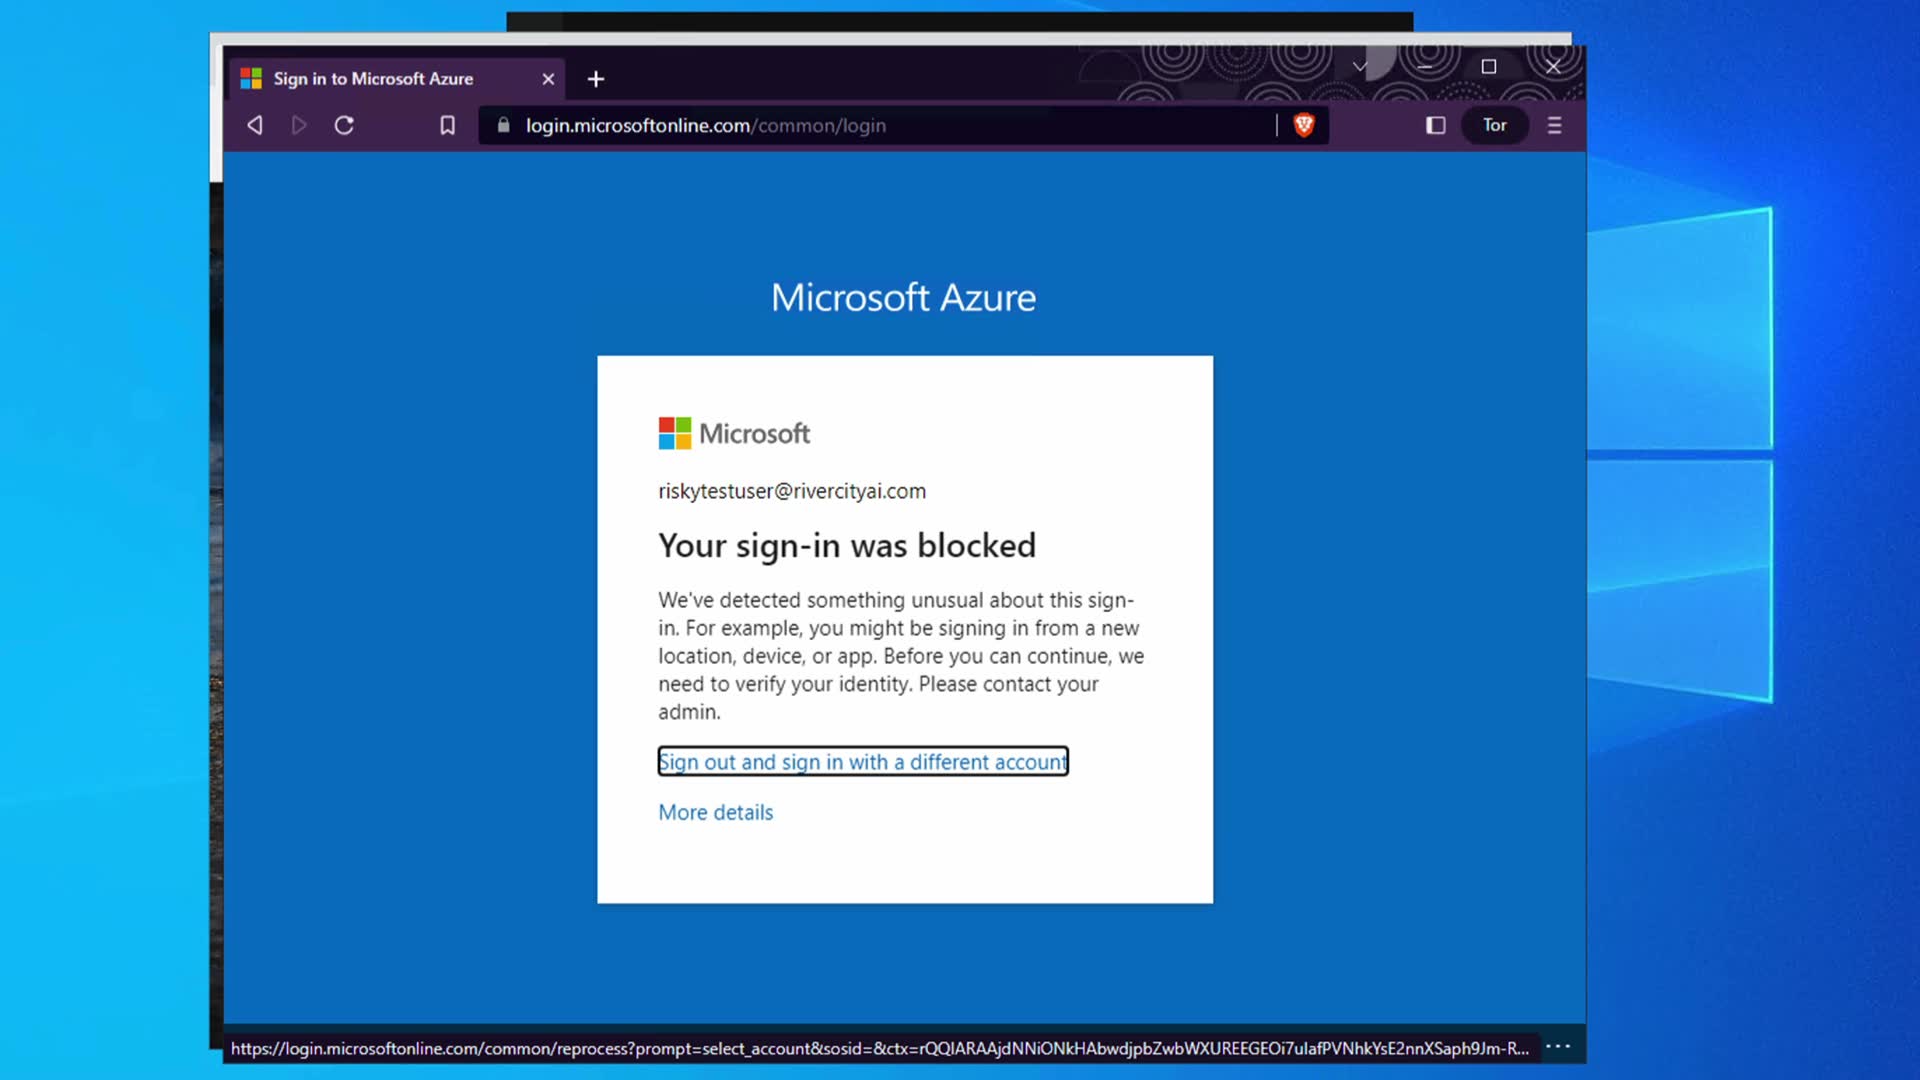 Sign in to Microsoft Azure
login.microsoftonline.com/common/login
Tor
Microsoft Azure
Microsoft
riskytestuser@rivercityai.com
Your sign-in was blocked
We've detected something unusual about this sign-
in. For example, you might be signing in from a new
location, device, or app. Before you can continue, we
need to verify your identity. Please contact your
admin.
Sign out and sign in with a different account
More details
https://login.microsoftonline.com/common/reprocess?prompt=select_account&sosid=&ctx=rQQIARAAjdNNiONkHAbwdjpbZwbWXUREEGEOi7ulafPVNhkYsE2nnXSaph9Jm-R...